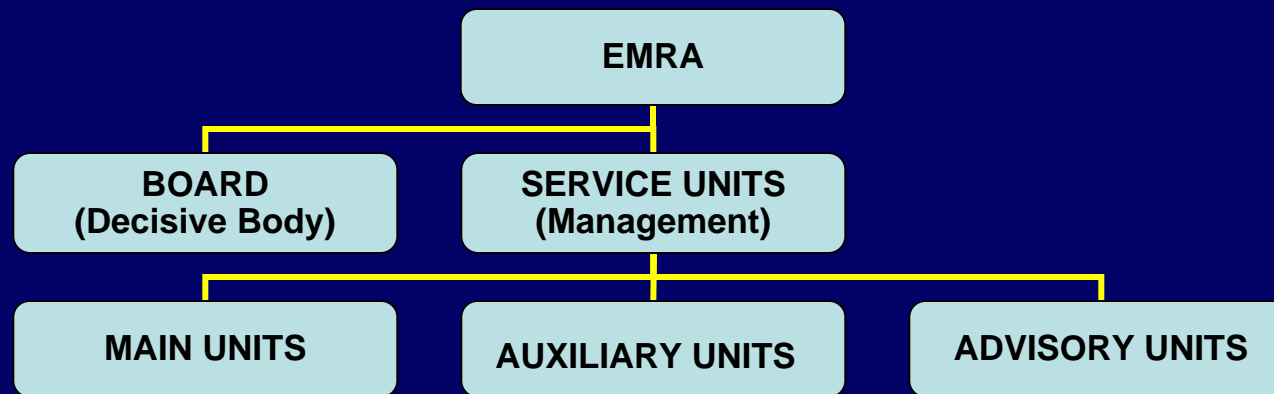 EMRA
BOARD
(Decisive Body)
SERVICE UNITS
(Management)
MAIN UNITS
AUXILIARY UNITS
ADVISORY UNITS